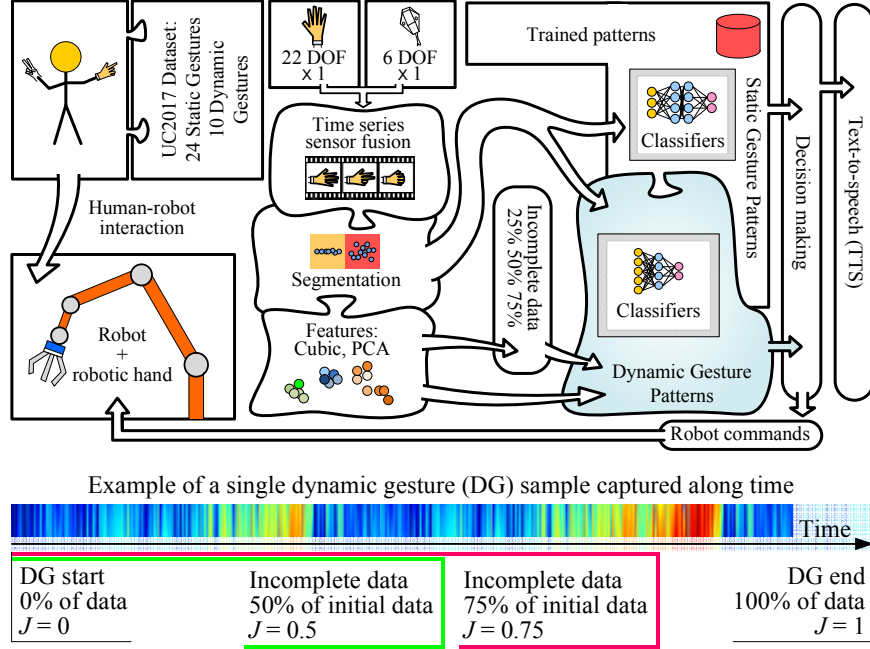 UC2017 Dataset:
24 Static Gestures
10 Dynamic
Gestures
22 DOF
x 1
6 DOF
x 1
Time series
sensor fusion
Segmentation
Features:
Cubic, PCA
Incomplete data
25% 50% 75%
Trained patterns
Classifiers
Static Gesture Patterns
Classifiers
Dynamic Gesture
Patterns
Decision making
Text-to-speech (TTS)
Human-robot
interaction
Robot
+
robotic hand
Robot commands
Example of a single dynamic gesture (DG) sample captured along time
Time
DG start
0% of data
J = 0
Incomplete data
50% of initial data
J = 0.5
Incomplete data
75% of initial data
J = 0.75
DG end
100% of data
J = 1